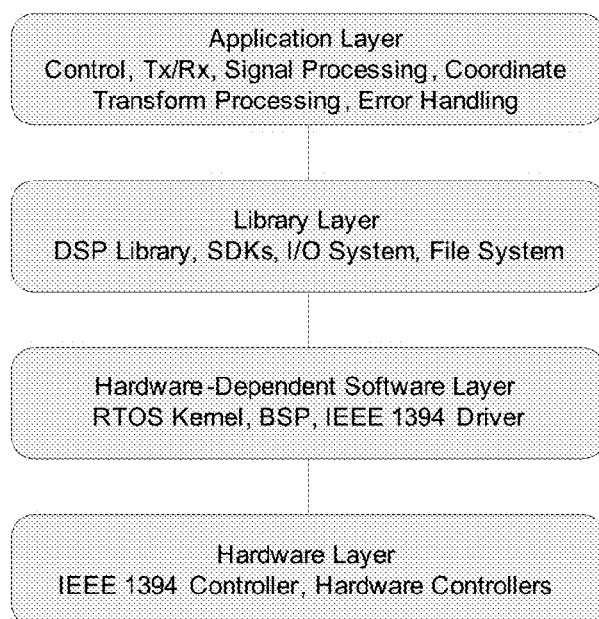 Application Layer
Control, Tx/Rx, Signal Processing, Coordinate
Transform Processing, Error Handling
Library Layer
DSP Library, SDKs, I/O System, File System
Hardware-Dependent Software Layer
RTOS Kernel, BSP, IEEE 1394 Driver
Hardware Layer
IEEE 1394 Controller, Hardware Controllers